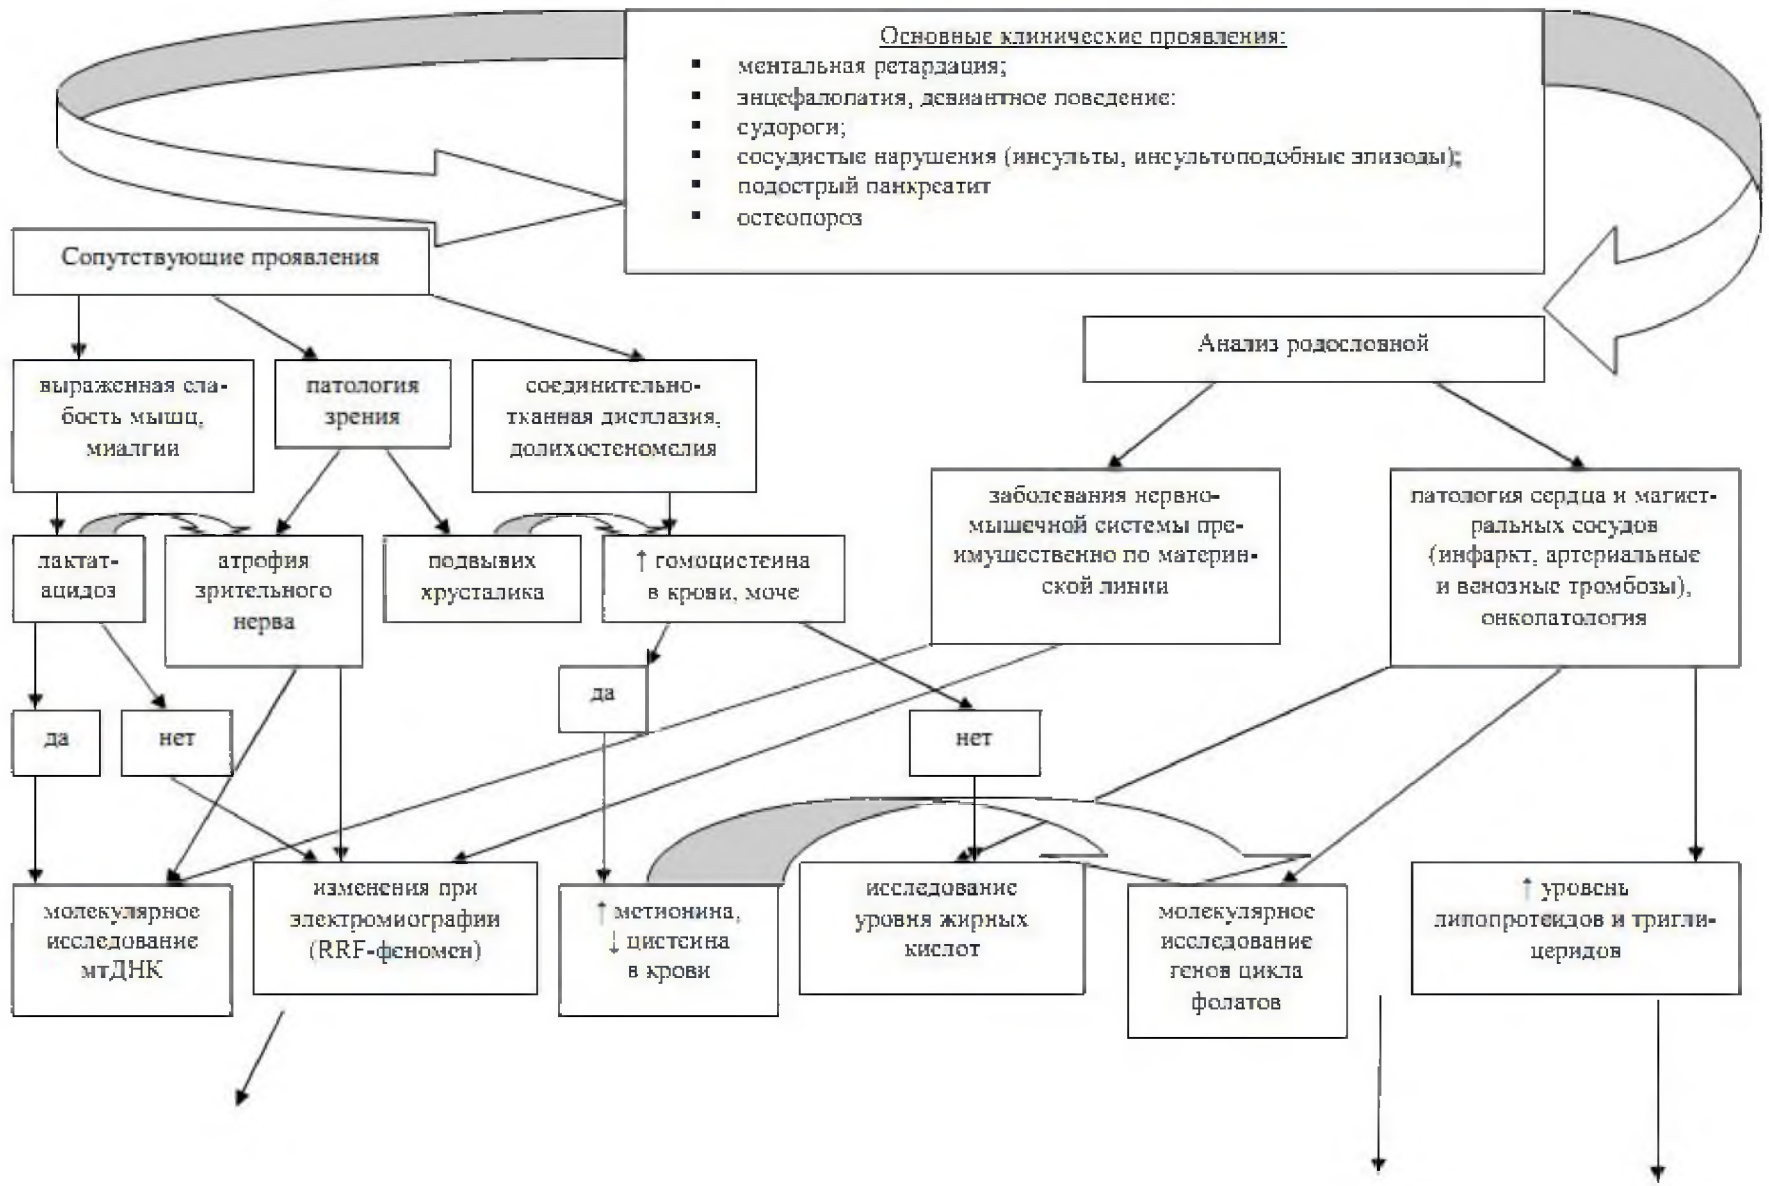 Основные клинические проявления:
▪ ментальная ретардация;
▪ энцефалопатия, девиантное поведение:
▪ судороги;
▪ сосудистые нарушения (инсульты, инсультоподобные эпизоды);
▪ подострый панкреатит
▪ остеопороз
Сопутствующие проявления
Анализ родословной
выраженная сла-
бость мышц,
миалгии
патология
зрения
соединительно-
тканная дисплазия,
долихостеномелия
заболевания нервно-
мышечной системы пре-
имущественно по материн-
ской линии
патология сердца и магист-
ральных сосудов
(инфаркт, артериальные
и венозные тромбозы),
онкопатология
лактат-
ацидоз
атрофия
зрительного
нерва
подвывих
хрусталика
↑ гомоцистеина
в крови, моче
да
нет
да
нет
молекулярное
исследование
мтДНК
изменения при
электромиографии
(RRF-феномен)
↑ метионина,
↓ цистеина
в крови
исследование
уровня жирных
кислот
молекулярное
исследование
генов цикла
фолатов
↑ уровень
липопротеидов и тригли-
церидов